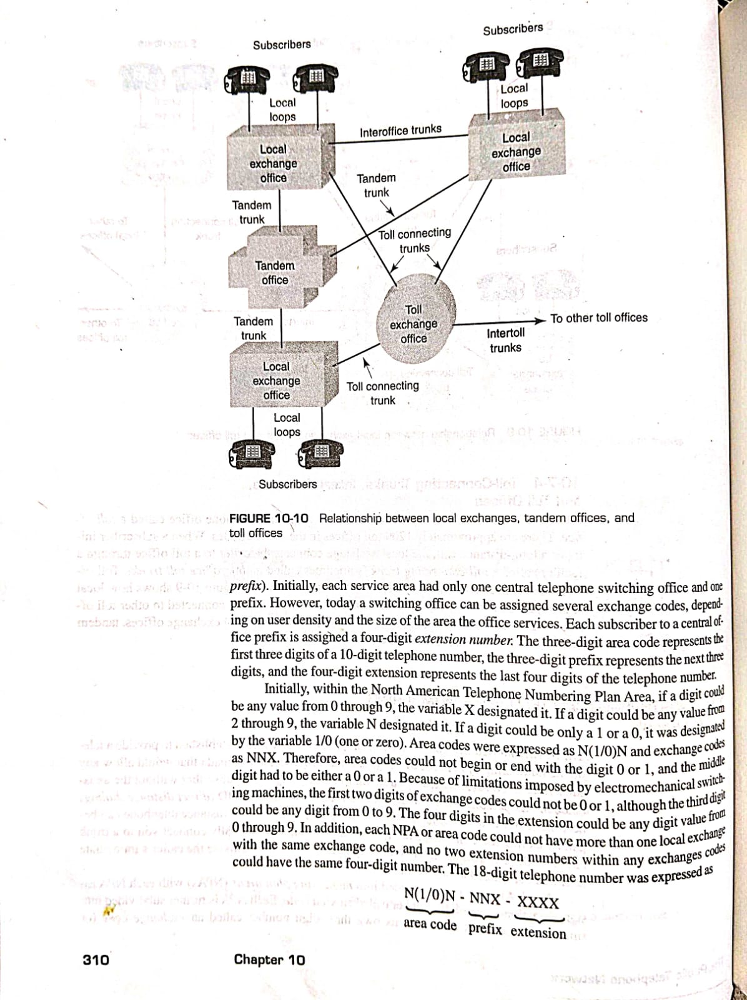 Subscribers
Subscribers
Local
loops
Local
loops
Interoffice trunks
Local
exchange
office
Local
exchange
office
Tandem
trunk
Tandem
trunk
Toll connecting
trunks
Tandem
office
Toll
exchange
office
To other toll offices
Intertoll
trunks
Tandem
trunk
Local
exchange
office
Toll connecting
trunk
Local
loops
Subscribers
FIGURE 10-10 Relationship between local exchanges, tandem offices, and
toll offices
prefix). Initially, each service area had only one central telephone switching office and one
prefix. However, today a switching office can be assigned several exchange codes, depend-
ing on user density and the size of the area the office services. Each subscriber to a central of-
fice prefix is assigned a four-digit extension number. The three-digit area code represents the
first three digits of a 10-digit telephone number, the three-digit prefix represents the next three
digits, and the four-digit extension represents the last four digits of the telephone number.
Initially, within the North American Telephone Numbering Plan Area, if a digit could
be any value from 0 through 9, the variable X designated it. If a digit could be any value from
2 through 9, the variable N designated it. If a digit could be only a 1 or a 0, it was designated
by the variable 1/0 (one or zero). Area codes were expressed as N(1/0)N and exchange codes
as NNX. Therefore, area codes could not begin or end with the digit 0 or 1, and the middle
digit had to be either a 0 or a 1. Because of limitations imposed by electromechanical switch-
ing machines, the first two digits of exchange codes could not be 0 or 1, although the third digit
could be any digit from 0 to 9. The four digits in the extension could be any digit value from
0 through 9. In addition, each NPA or area code could not have more than one local exchange
with the same exchange code, and no two extension numbers within any exchanges codes
could have the same four-digit number. The 18-digit telephone number was expressed as
N(1/0)N - NNX - XXXX
area code prefix extension
310 Chapter 10